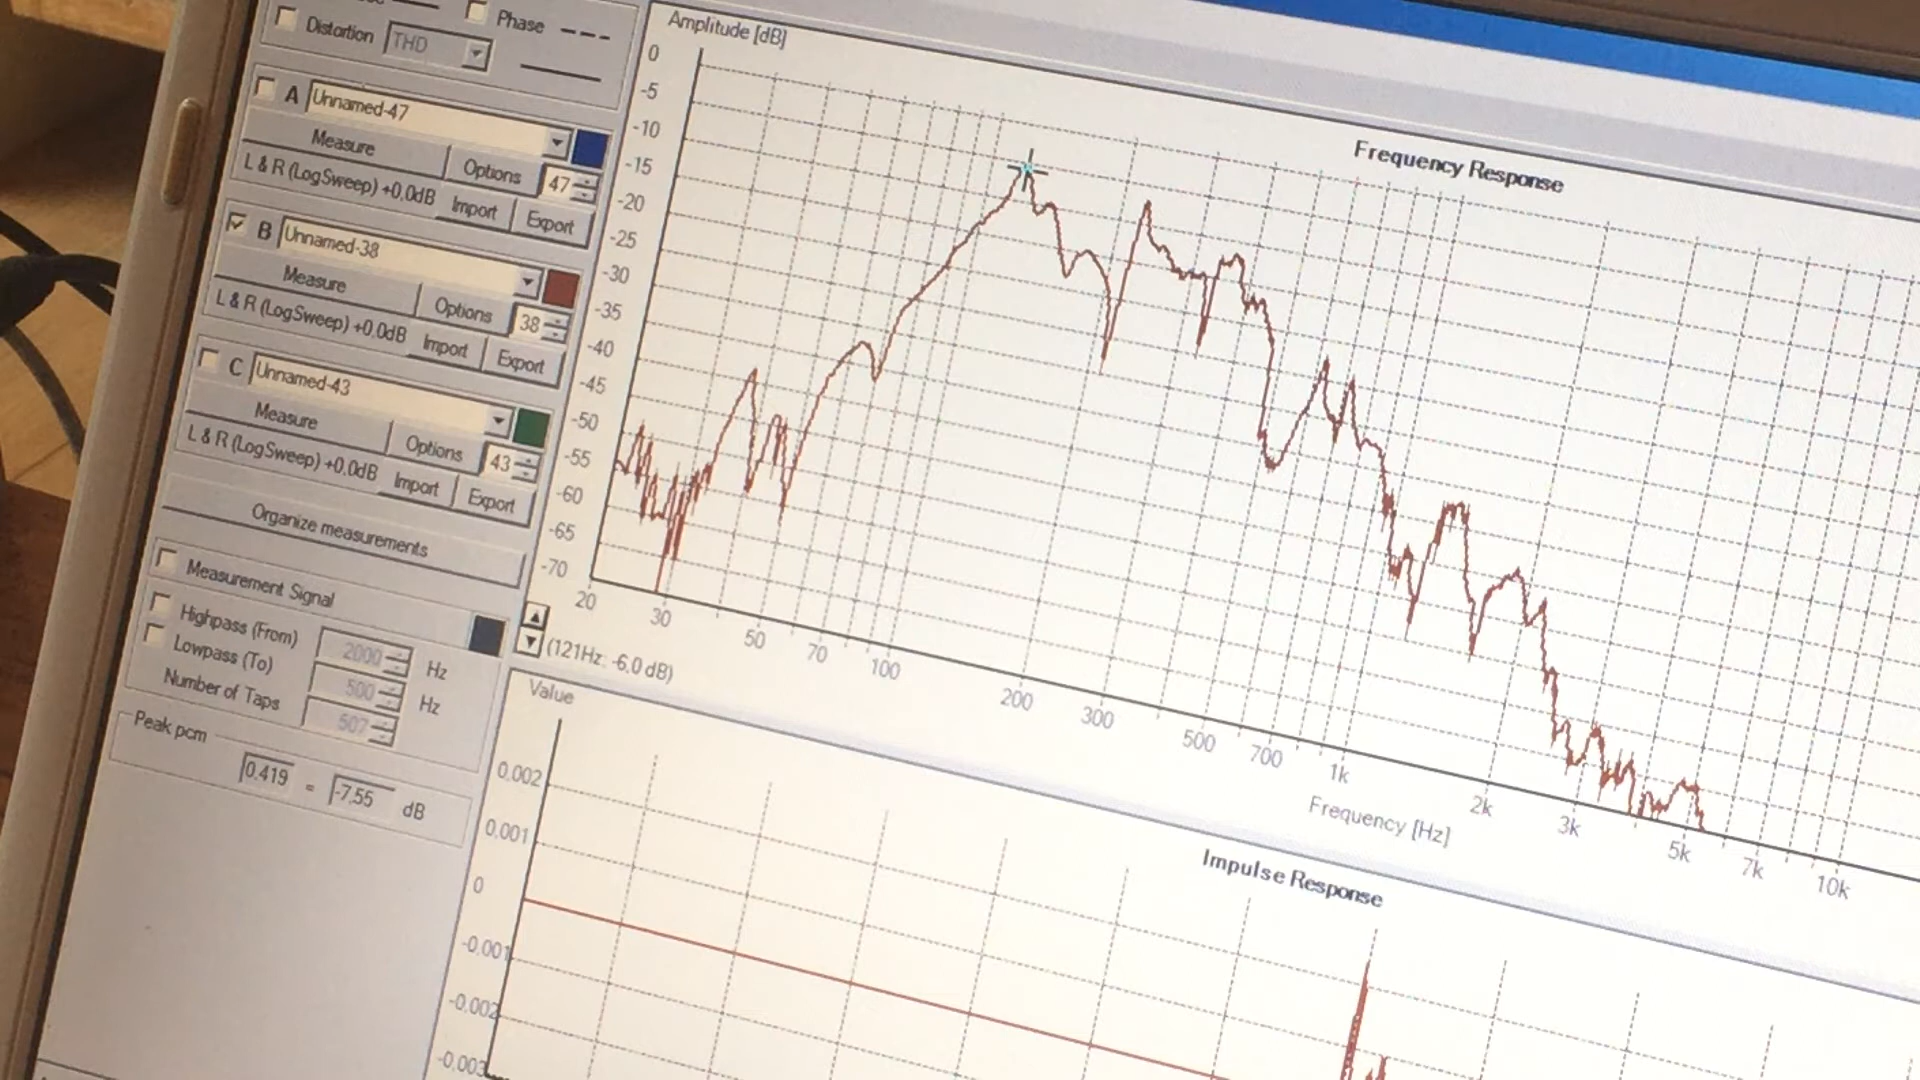 Phase
Distortion
THD
A
Unnamed-47
Measure
Options
47
L & R (LogSweep) +0,0dB
Import
Export
B
Unnamed-38
Measure
Options
38
L & R (LogSweep) +0,0dB
Import
Export
C
Unnamed-43
Measure
Options
43
L & R (LogSweep) +0,0dB
Import
Export
Organize measurements
Measurement Signal
Highpass (From)
2000
Hz
Lowpass (To)
500
Hz
Number of Taps
507
Peak pcm
0,419
=
-7,55
dB
Amplitude [dB]
Frequency Response
0
-5
-10
-15
-20
-25
-30
-35
-40
-45
-50
-55
-60
-65
-70
20
30
50
70
100
200
300
500
700
1k
2k
3k
5k
7k
10k
Frequency [Hz]
(121Hz: -6.0 dB)
Value
Impulse Response
0,002
0,001
0
-0,001
-0,002
-0,003